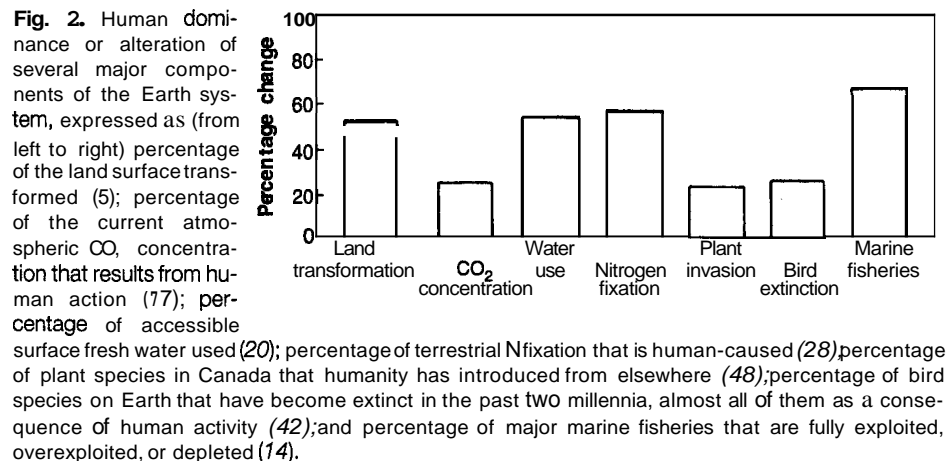 Fig. 2. Human domi-
nance or alteration of
several major compo-
nents of the Earth sys-
tem, expressed as (from
left to right) percentage
of the land surface trans-
formed (5); percentage
of the current atmo-
spheric CO, concentra-
tion that results from hu-
man action (77); per-
centage of accessible
surface fresh water used (20); percentage of terrestrial N fixation that is human-caused (28); percentage
of plant species in Canada that humanity has introduced from elsewhere (48); percentage of bird
species on Earth that have become extinct in the past two millennia, almost all of them as a conse-
quence of human activity (42); and percentage of major marine fisheries that are fully exploited,
overexploited, or depleted (14).
Percentage change
100
80
60
40
20
0
Land
transformation
CO2
concentration
Water
use
Nitrogen
fixation
Plant
invasion
Bird
extinction
Marine
fisheries